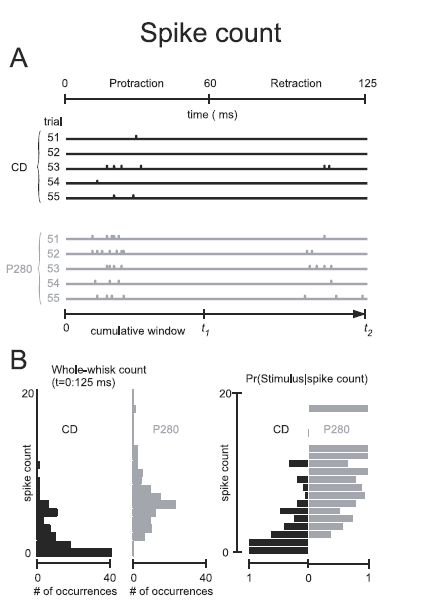 Spike count
A
0 Protraction 60 Retraction 125
time ( ms)
trial
CD
51
52
53
54
55
P280
51
52
53
54
55
0 cumulative window t1 t2
B
Whole-whisk count
(t=0:125 ms)
Pr(Stimulus|spike count)
20
CD
P280
spike count
0
0 40
# of occurrences
0 40
# of occurrences
20
CD
P280
spike count
0
1 0 1